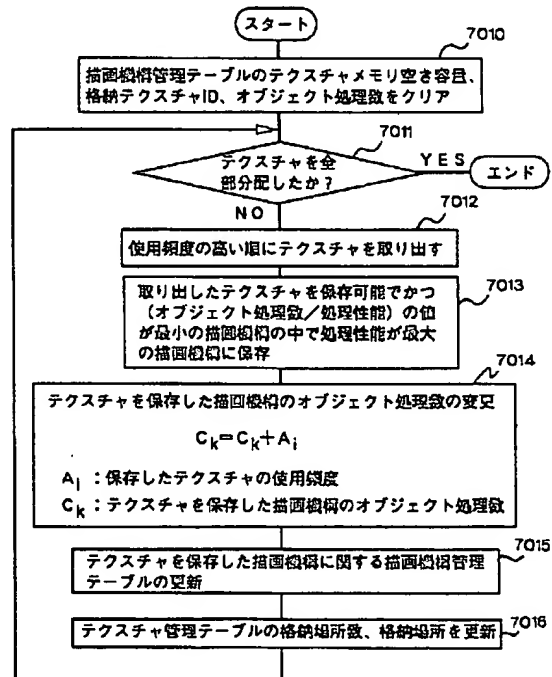 スタート
7010
描画機構管理テーブルのテクスチャメモリ空き容量、
格納テクスチャID、オブジェクト処理数をクリア
7011
テクスチャを全
部分配したか?
YES
エンド
NO
7012
使用頻度の高い順にテクスチャを取り出す
7013
取り出したテクスチャを保存可能でかつ
(オブジェクト処理数/処理性能)の値
が最小の描画機構の中で処理性能が最大
の描画機構に保存
7014
テクスチャを保存した描画機構のオブジェクト処理数の変更
Ck=Ck+Ai
Ai:保存したテクスチャの使用頻度
Ck:テクスチャを保存した描画機構のオブジェクト処理数
7015
テクスチャを保存した描画機構に関する描画機構管理
テーブルの更新
7016
テクスチャ管理テーブルの格納場所数、格納場所を更新